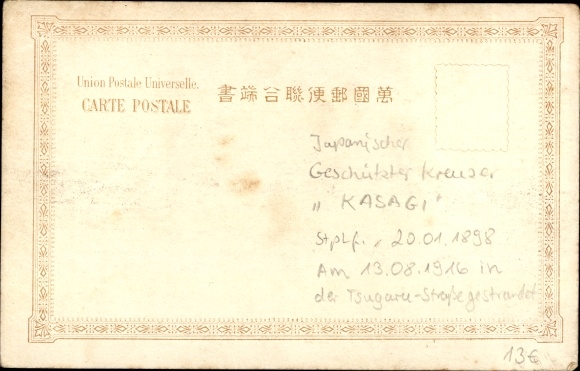 Union Postale Universelle.
CARTE POSTALE
書端合聯便郵國萬
Japanischer
Geschützter Kreuzer
„KASAGI"
Stplf. , 20.01.1898
Am 13.08.1916 in
der Tsugaru-Straße gestrandet
13€